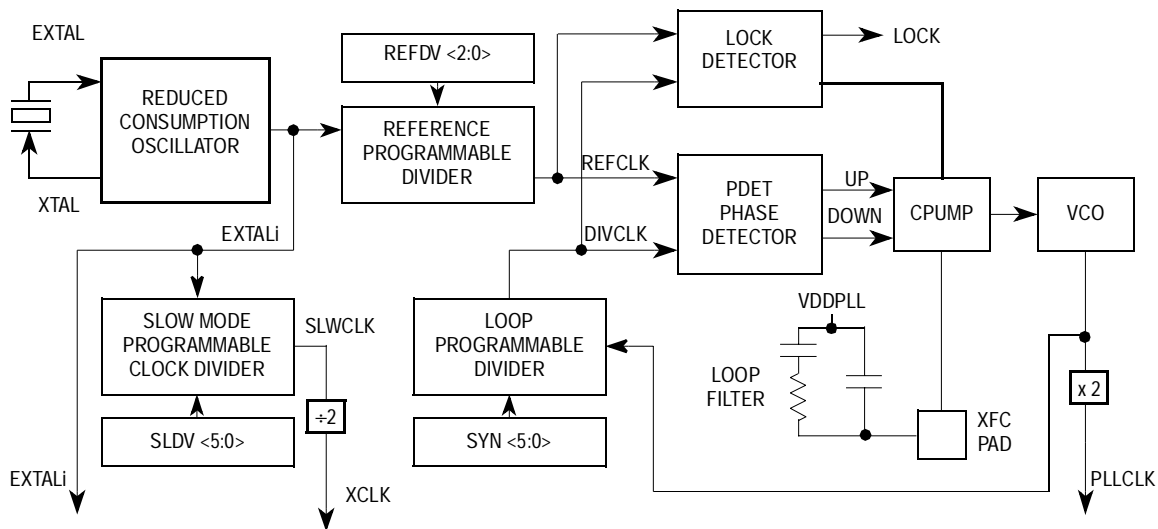 EXTAL
REDUCED
CONSUMPTION
OSCILLATOR
XTAL
REFDV <2:0>
REFERENCE
PROGRAMMABLE
DIVIDER
LOCK
DETECTOR
LOCK
REFCLK
PDET
PHASE
DETECTOR
UP
DOWN
CPUMP
VCO
EXTALi
DIVCLK
SLOW MODE
PROGRAMMABLE
CLOCK DIVIDER
SLWCLK
÷2
SLDV <5:0>
EXTALi
XCLK
LOOP
PROGRAMMABLE
DIVIDER
SYN <5:0>
VDDPLL
LOOP
FILTER
XFC
PAD
x 2
PLLCLK